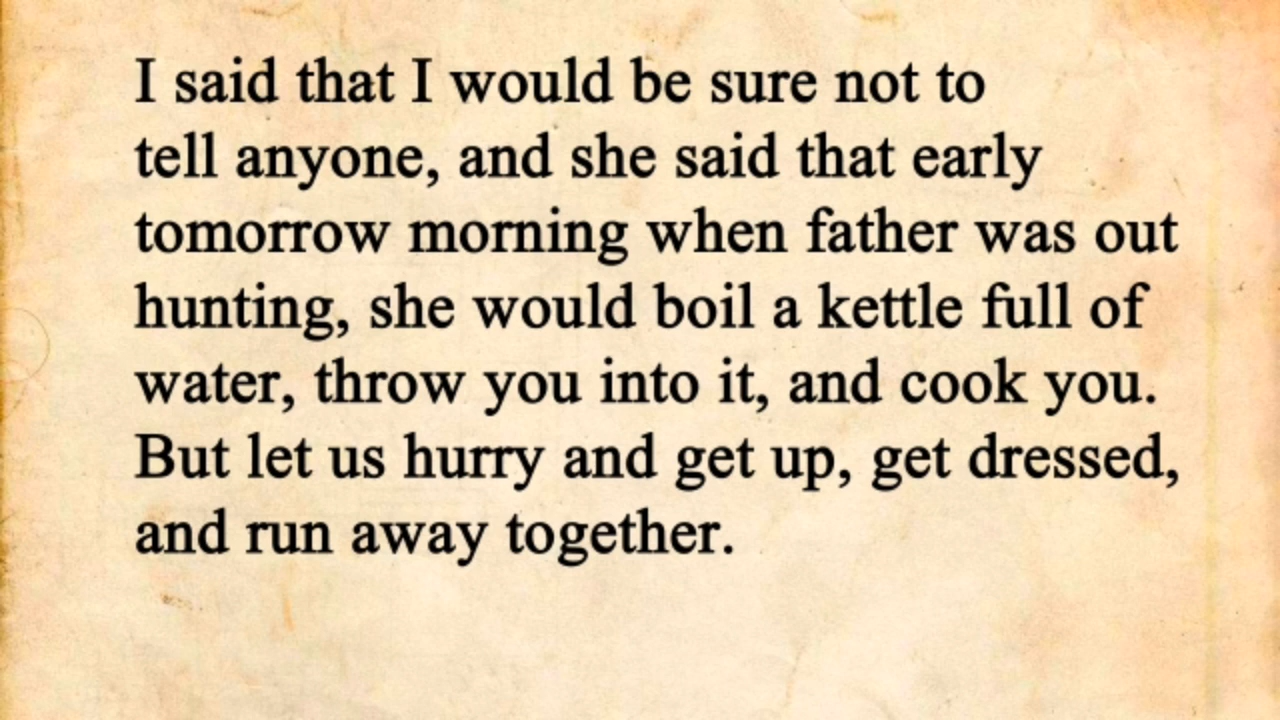 I said that I would be sure not to
tell anyone, and she said that early
tomorrow morning when father was out
hunting, she would boil a kettle full of
water, throw you into it, and cook you.
But let us hurry and get up, get dressed,
and run away together.